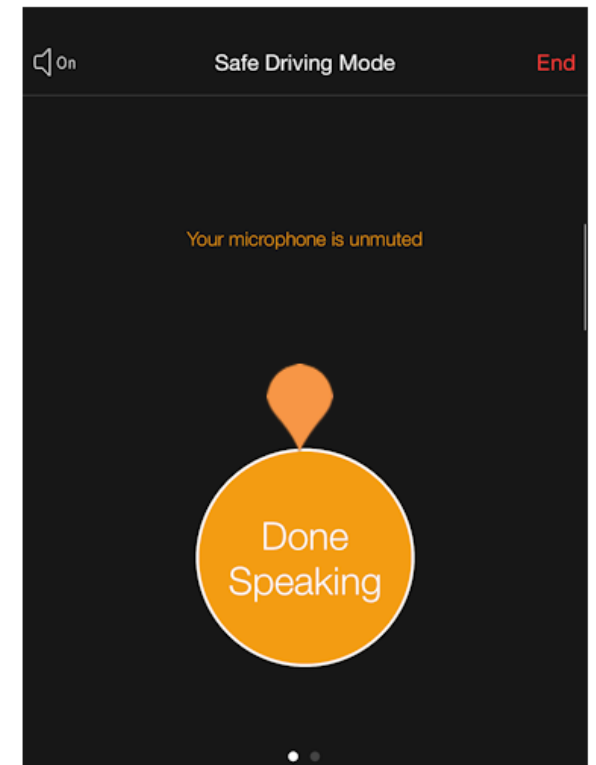 On
Safe Driving Mode
End
Your microphone is unmuted
Done
Speaking